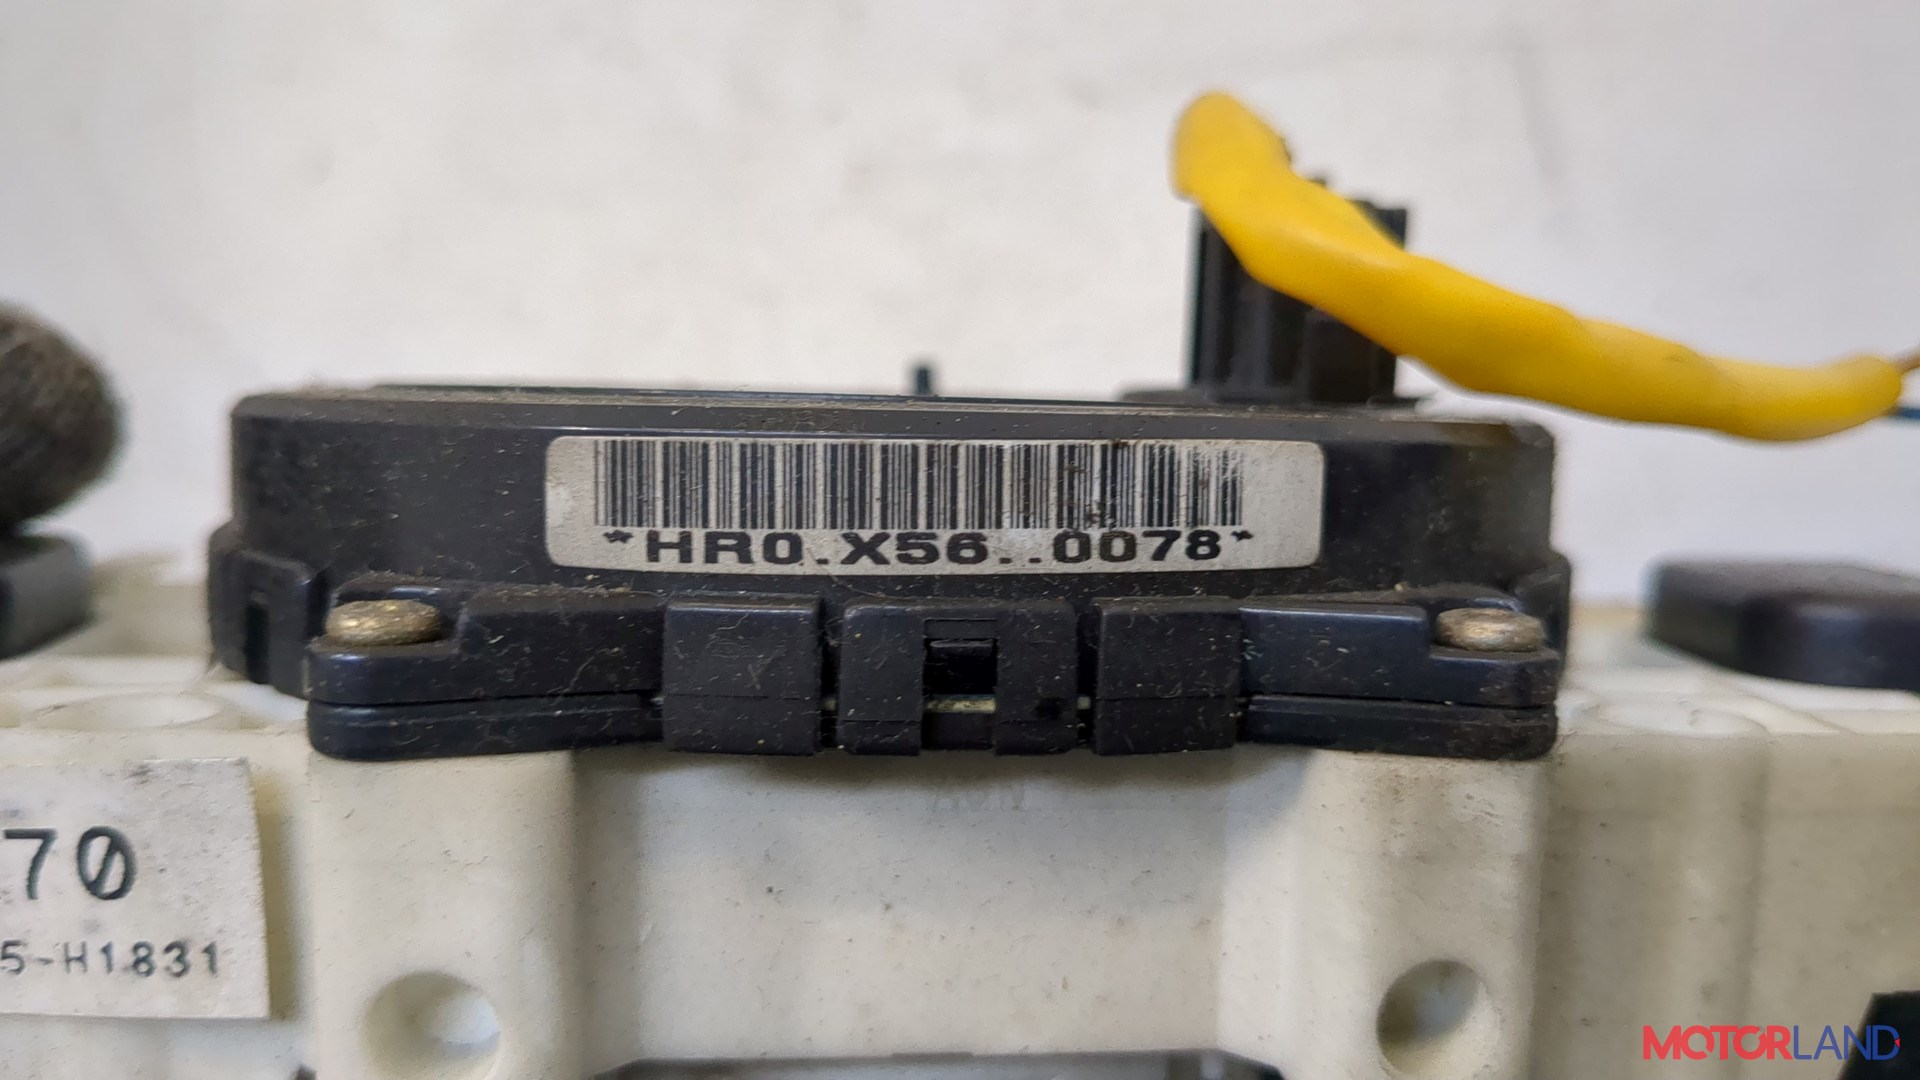 *HR0.X56..0078*
70
5-H1831
MOTORLAND